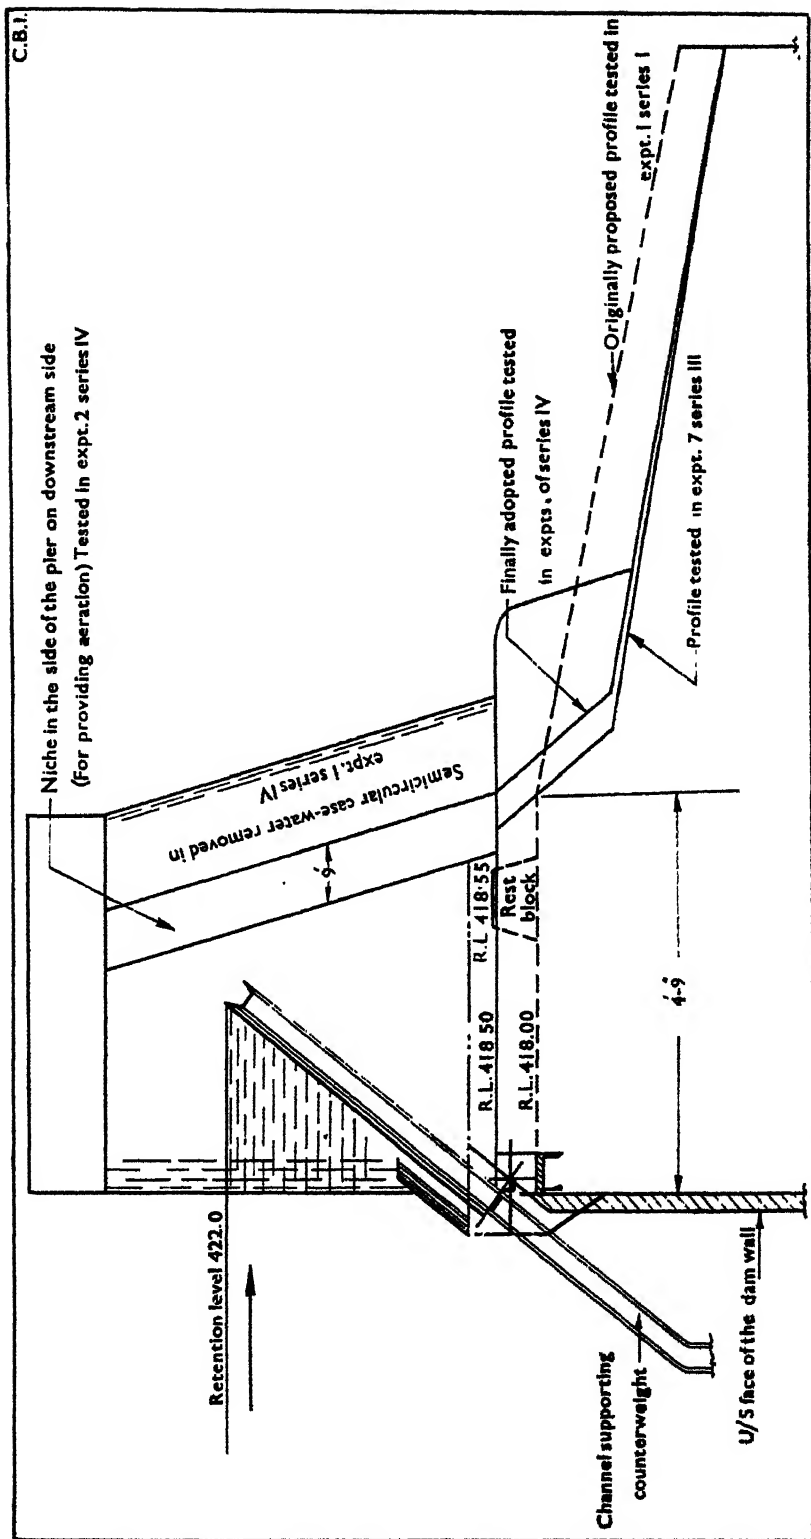 C.B.I.
Niche in the side of the pier on downstream side
(For providing aeration) Tested in expt.2 series IV
Retention level 422.0
Semicircular case-water removed in
expt.1 series IV
9"
Finally adopted profile tested
in expts. of series IV
Originally proposed profile tested in
expt.1 series I
R.L. 418·55
R.L.418 50
Rest
block
R.L.418.00
4'-9"
Profile tested in expt. 7 series III
Channel supporting
counterweight
U/S face of the dam wall